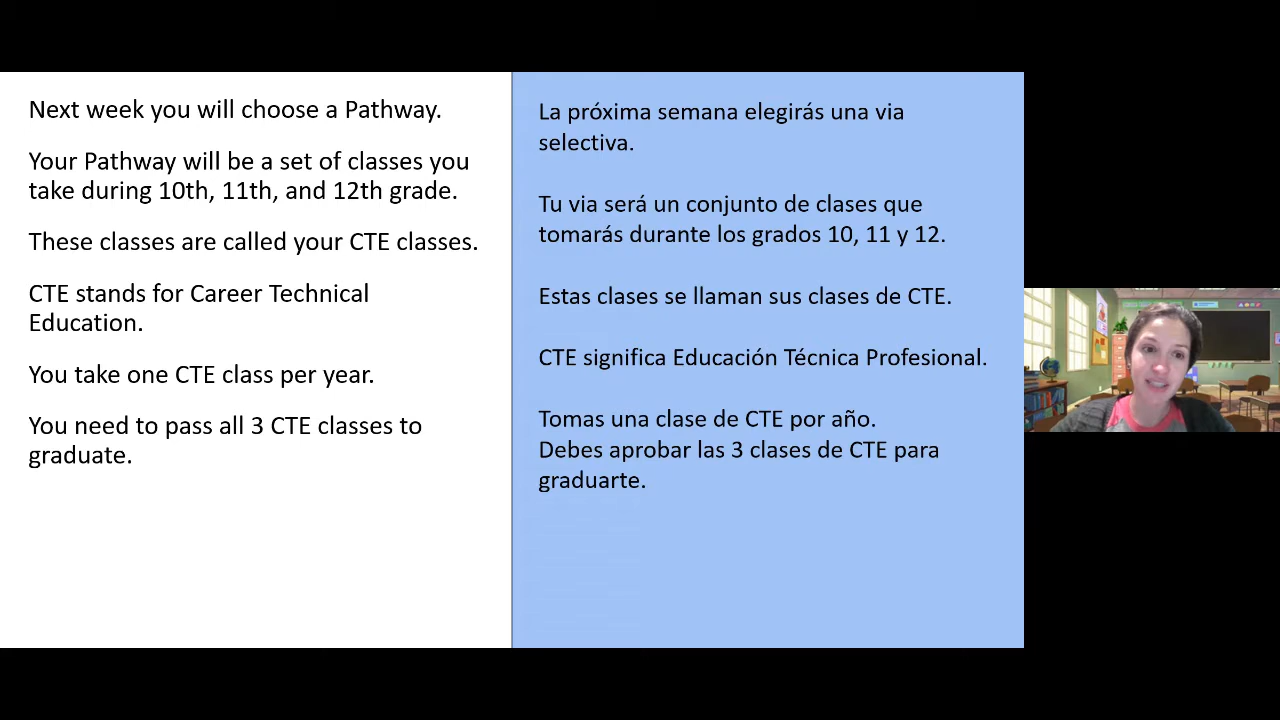 Next week you will choose a Pathway.
Your Pathway will be a set of classes you
take during 10th, 11th, and 12th grade.
These classes are called your CTE classes.
CTE stands for Career Technical
Education.
You take one CTE class per year.
You need to pass all 3 CTE classes to
graduate.
La próxima semana elegirás una via
selectiva.
Tu via será un conjunto de clases que
tomarás durante los grados 10, 11 y 12.
Estas clases se llaman sus clases de CTE.
CTE significa Educación Técnica Profesional.
Tomas una clase de CTE por año.
Debes aprobar las 3 clases de CTE para
graduarte.